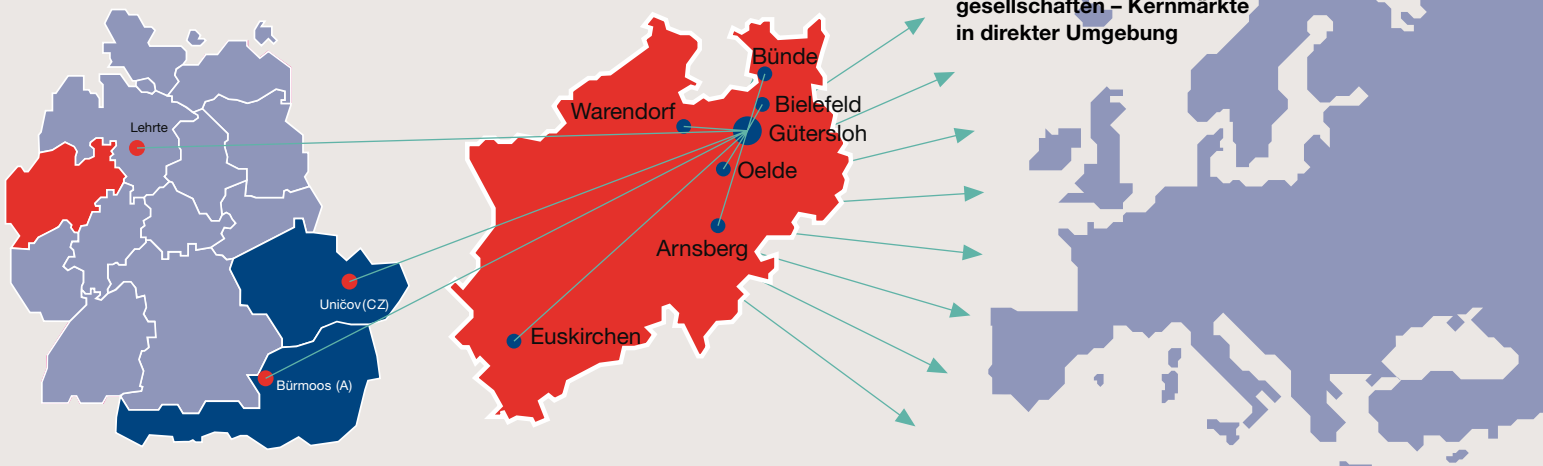 gesellschaften – Kernmärkte
in direkter Umgebung
Lehrte
Uničov(CZ)
Bürmoos (A)
Bünde
Warendorf
Bielefeld
Gütersloh
Oelde
Arnsberg
Euskirchen